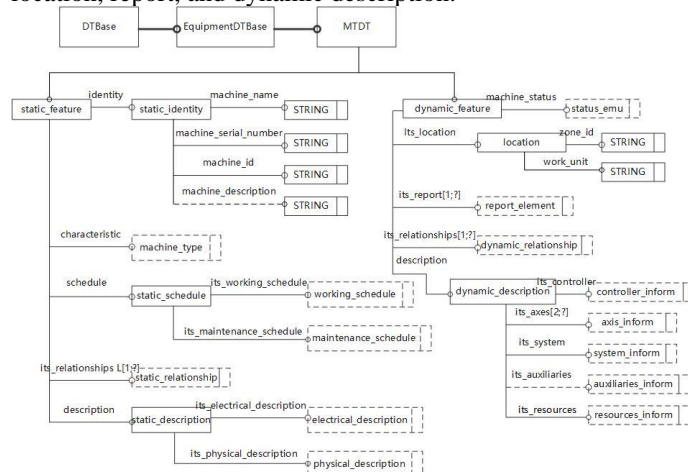 location, report, and dynamic description.
DTBase
EquipmentDTBase
MTDT
static_feature
identity
static_identity
machine_name
STRING
machine_serial_number
STRING
machine_id
STRING
machine_description
STRING
characteristic
machine_type
schedule
static_schedule
its_working_schedule
working_schedule
its_maintenance_schedule
maintenance_schedule
its_relationships L[1;?]
static_relationship
description
static_description
its_electrical_description
electrical_description
its_physical_description
physical_description
dynamic_feature
machine_status
status_emu
Its_location
location
zone_id
STRING
work_unit
STRING
its_report[1;?]
report_element
its_relationships[1;?]
dynamic_relationship
description
dynamic_description
its_controller
controller_inform
its_axes[2;?]
axis_inform
its_system
system_inform
its_auxiliaries
auxiliaries_inform
its_resources
resources_inform